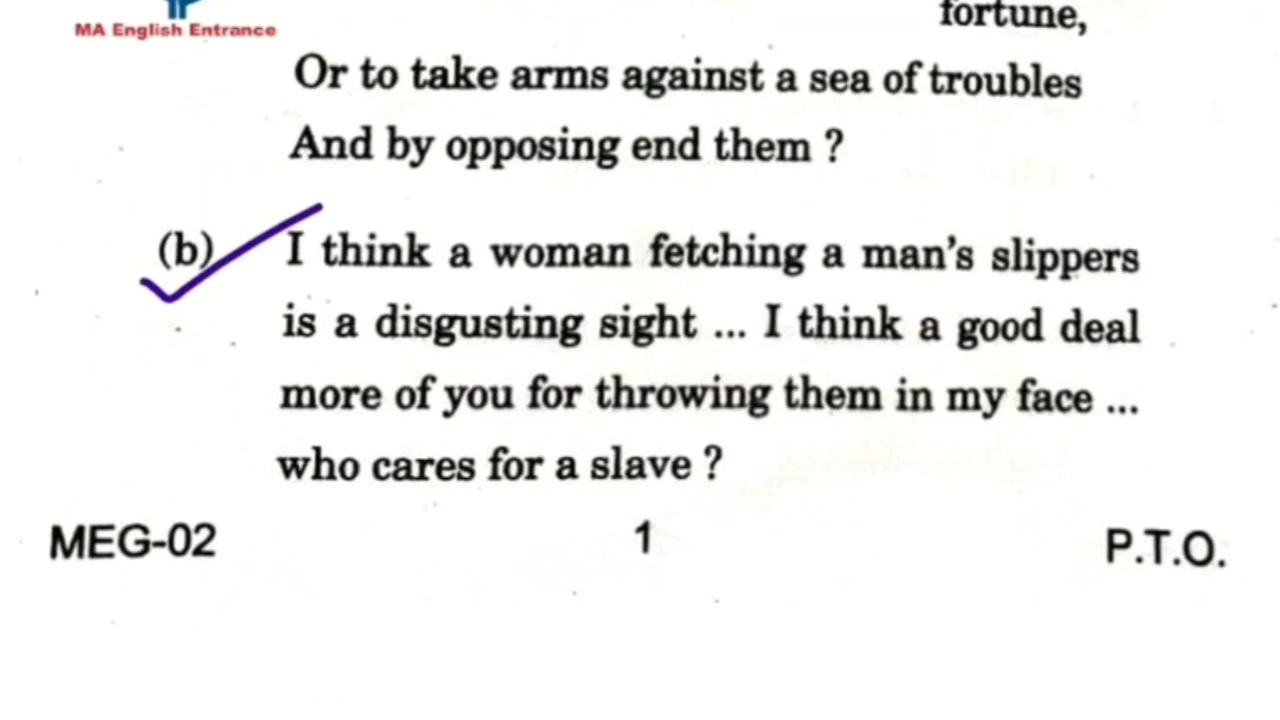 MA English Entrance
fortune,
Or to take arms against a sea of troubles
And by opposing end them ?
(b) I think a woman fetching a man's slippers
is a disgusting sight ... I think a good deal
more of you for throwing them in my face ...
who cares for a slave ?
MEG-02 1 P.T.O.